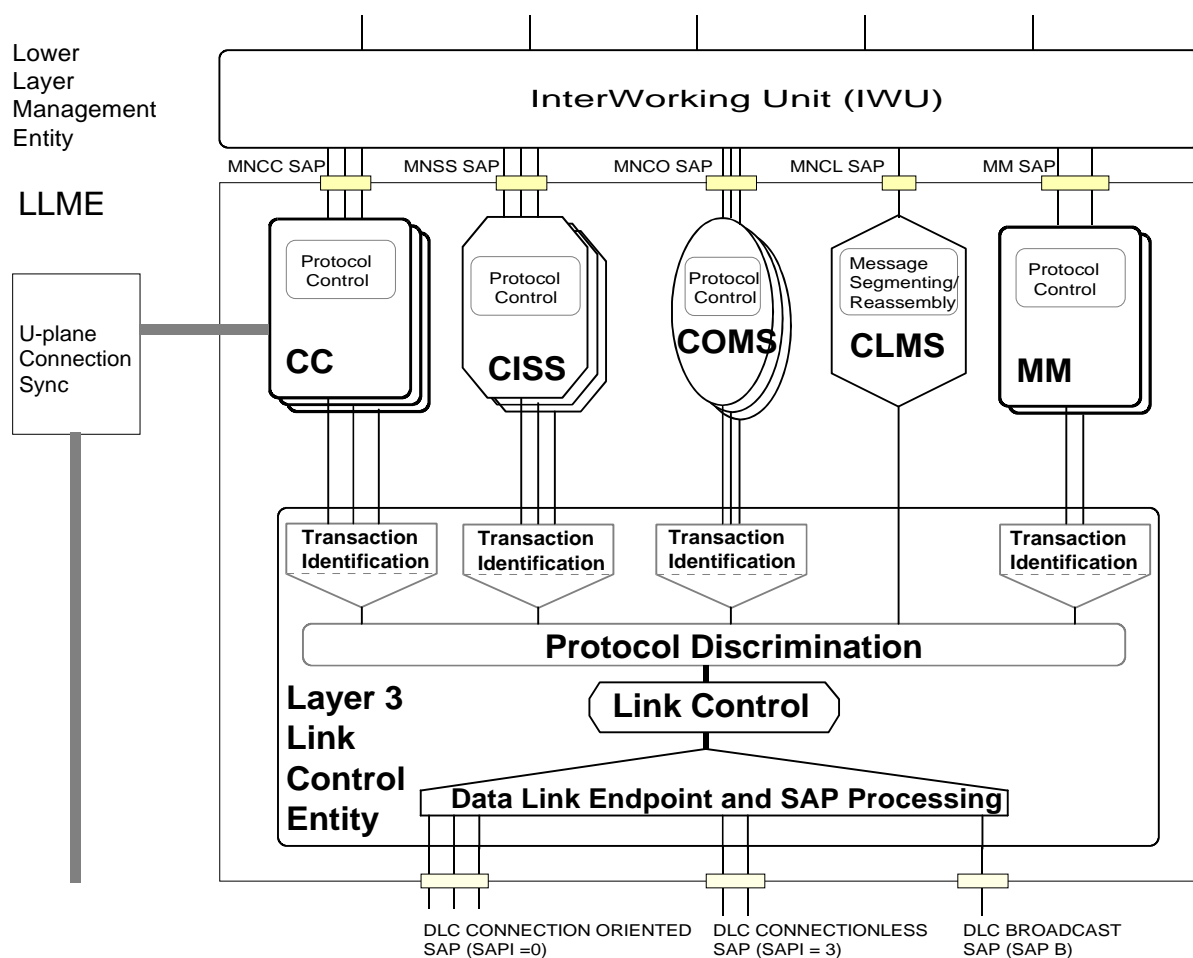 Lower
Layer
Management
Entity
InterWorking Unit (IWU)
MNCC SAP
MNSS SAP
MNCO SAP
MNCL SAP
MM SAP
LLME
Protocol
Control
CC
Protocol
Control
CISS
Protocol
Control
COMS
Message
Segmenting/
Reassembly
CLMS
Protocol
Control
MM
U-plane
Connection
Sync
Transaction
Identification
Transaction
Identification
Transaction
Identification
Transaction
Identification
Protocol Discrimination
Link Control
Layer 3
Link
Control
Entity
Data Link Endpoint and SAP Processing
DLC CONNECTION ORIENTED
SAP (SAPI =0)
DLC CONNECTIONLESS
SAP (SAPI = 3)
DLC BROADCAST
SAP (SAP B)